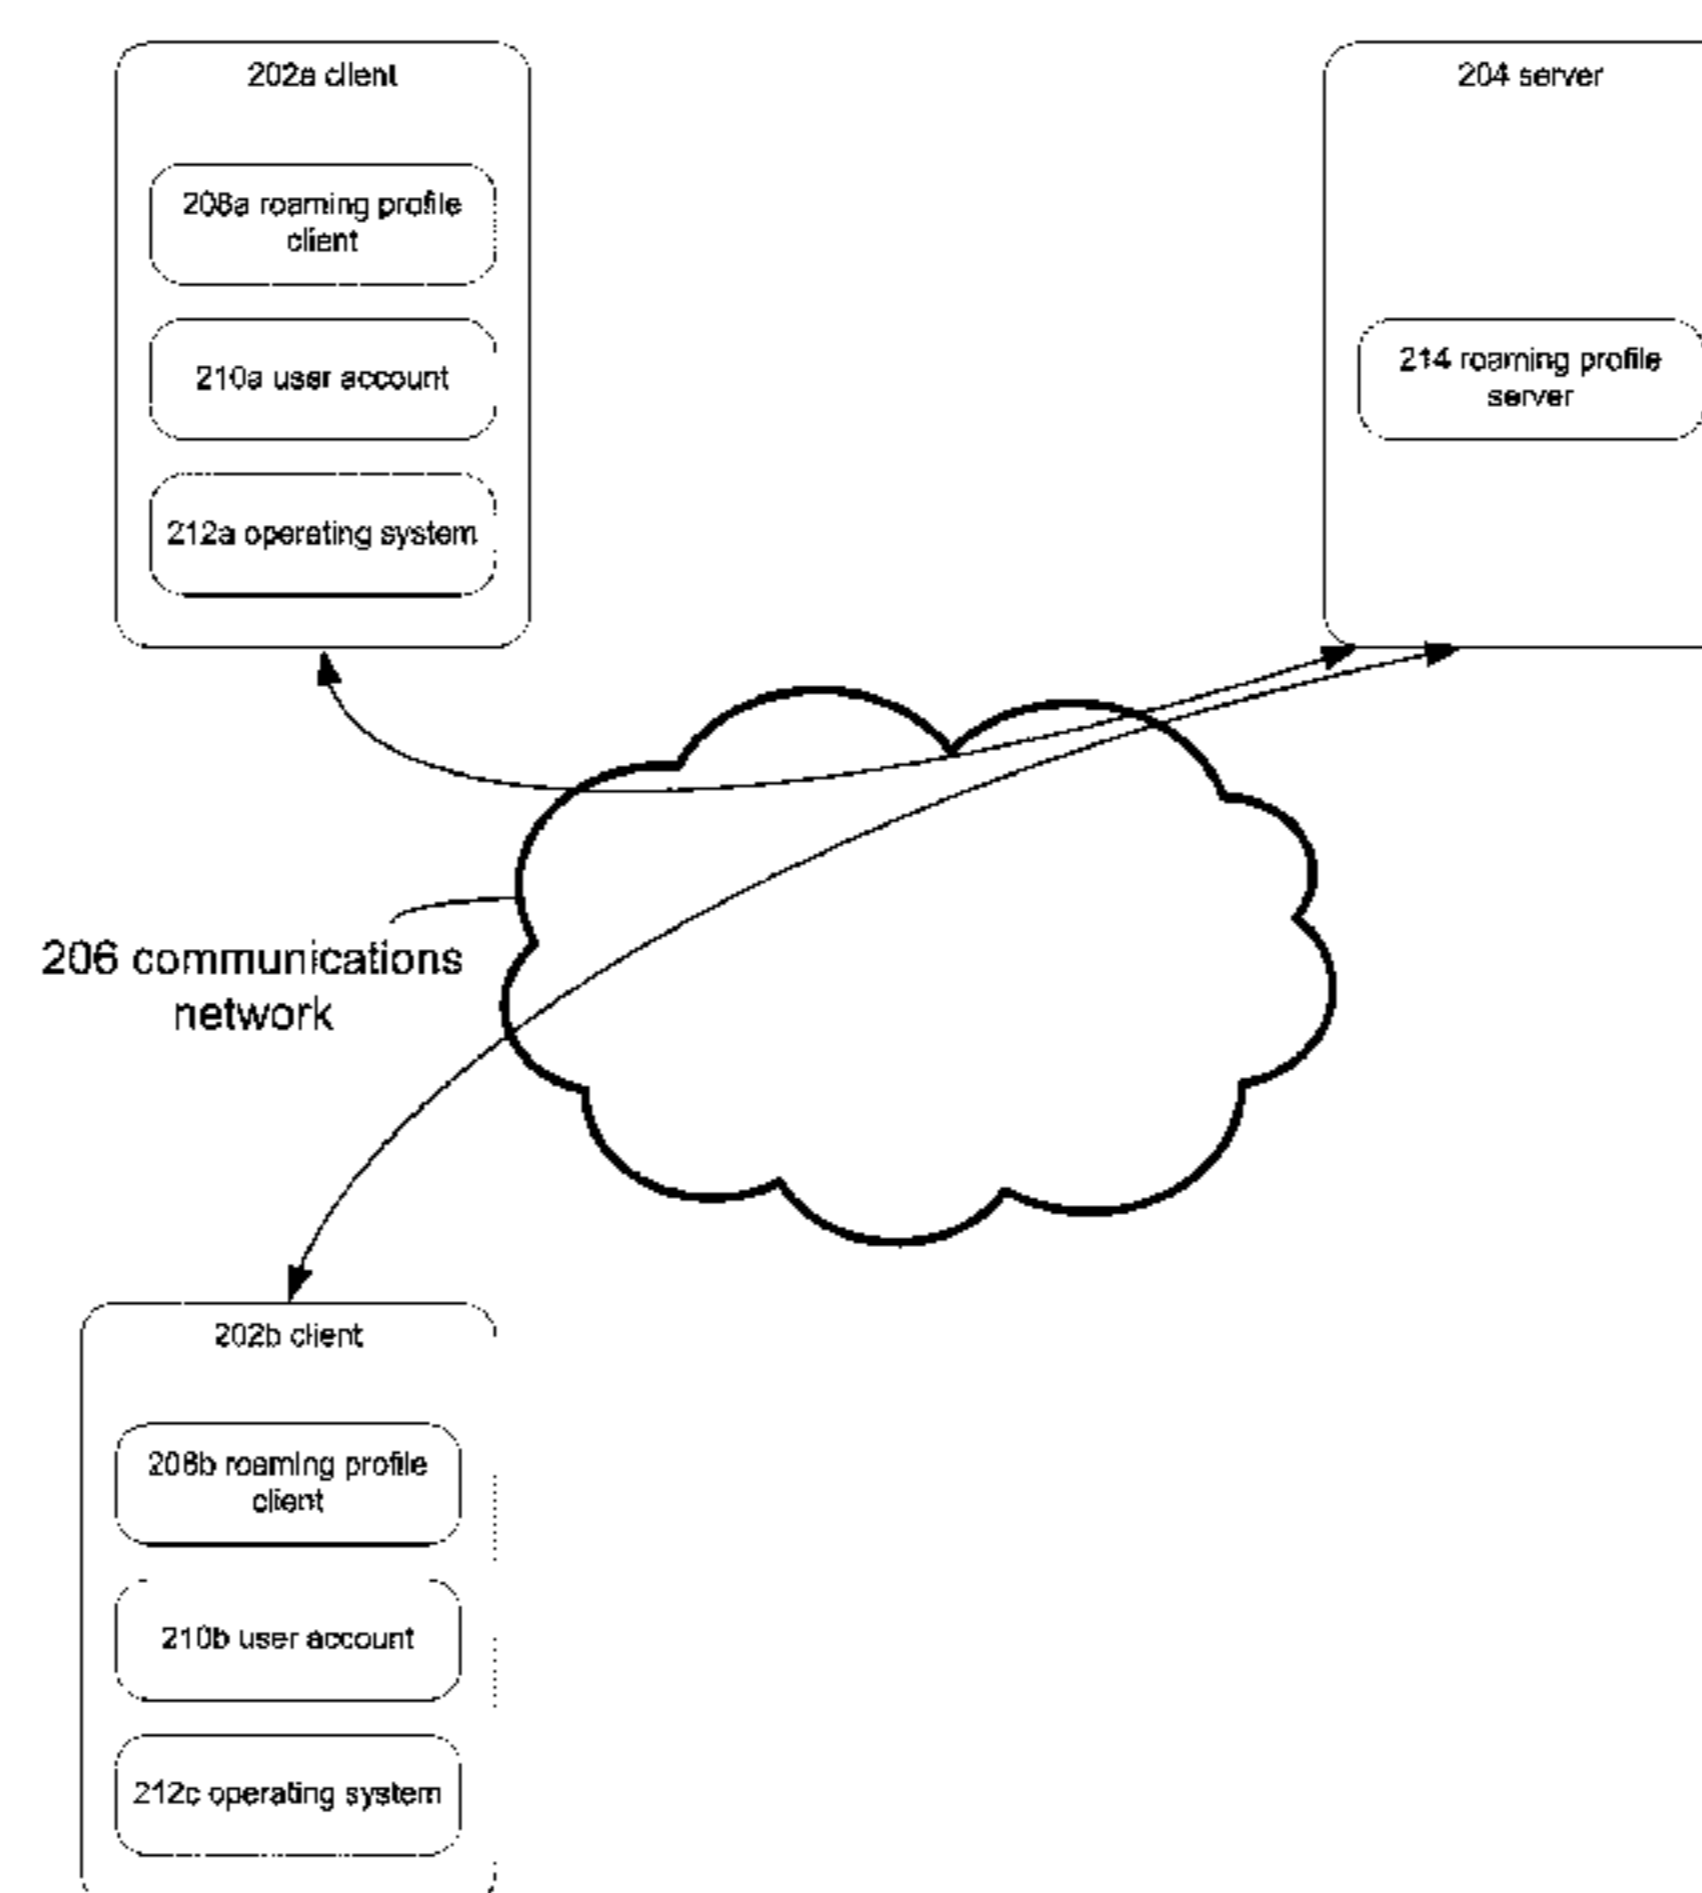 202a client
208a roaming profile
client
210a user account
212a operating system
204 server
214 roaming profile
server
206 communications
network
202b client
208b roaming profile
client
210b user account
212c operating system